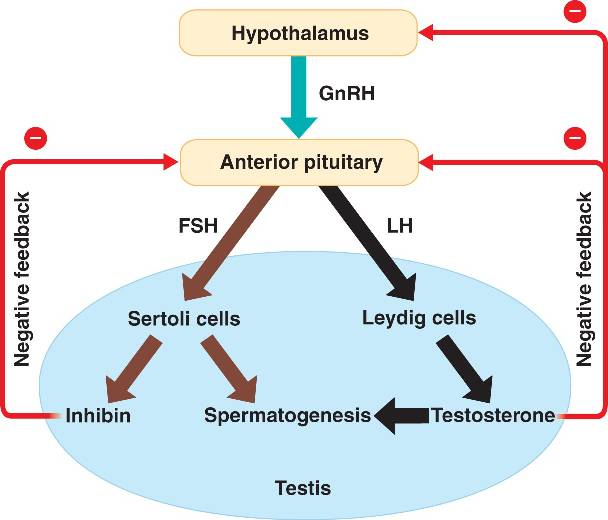 Hypothalamus
GnRH
Anterior pituitary
FSH
LH
Negative feedback
Negative feedback
Sertoli cells
Leydig cells
Inhibin
Spermatogenesis
Testosterone
Testis